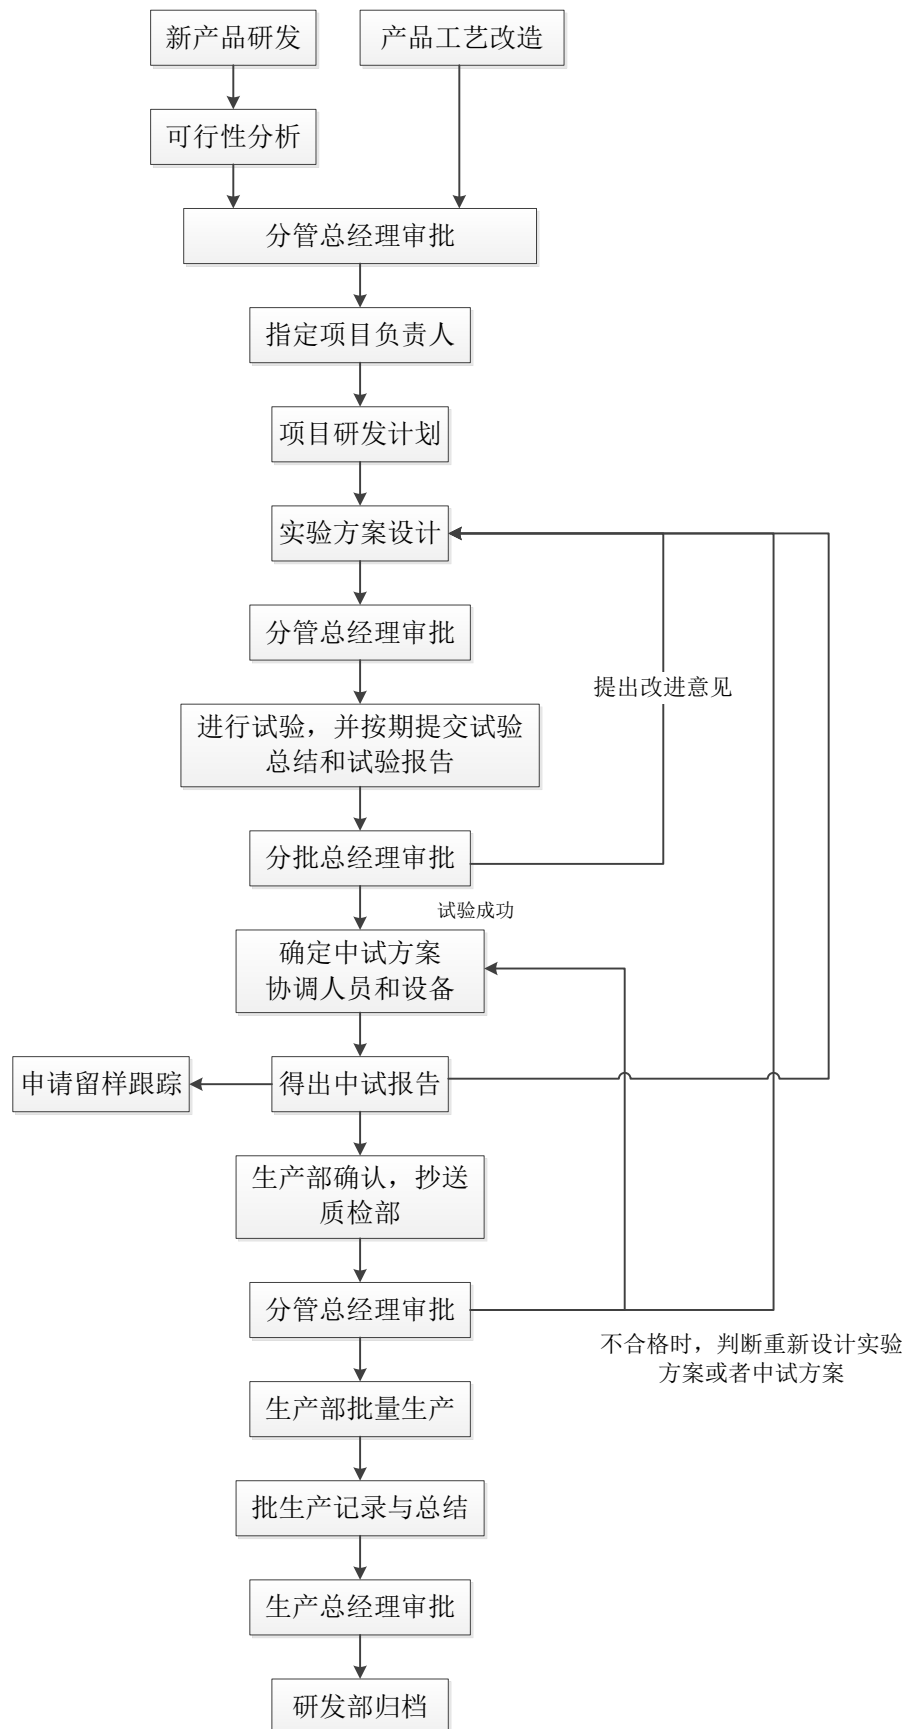 新产品研发
产品工艺改造
可行性分析
分管总经理审批
指定项目负责人
项目研发计划
实验方案设计
分管总经理审批
提出改进意见
进行试验，并按期提交试验
总结和试验报告
分批总经理审批
试验成功
确定中试方案
协调人员和设备
申请留样跟踪
得出中试报告
生产部确认，抄送
质检部
分管总经理审批
不合格时，判断重新设计实验
方案或者中试方案
生产部批量生产
批生产记录与总结
生产总经理审批
研发部归档